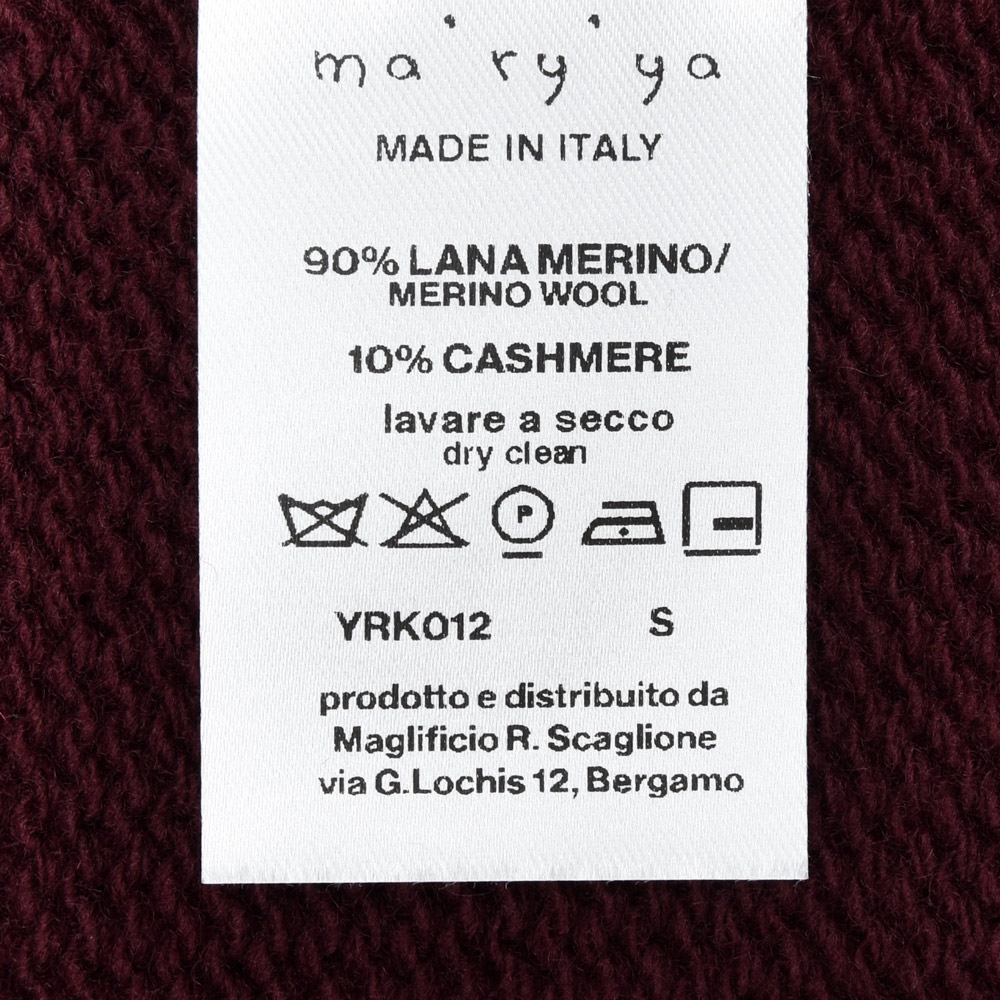 ma'ry'ya
MADE IN ITALY
90% LANA MERINO/
MERINO WOOL
10% CASHMERE
lavare a secco
dry clean
P
YRK012 S
prodotto e distribuito da
Maglificio R. Scaglione
via G.Lochis 12, Bergamo